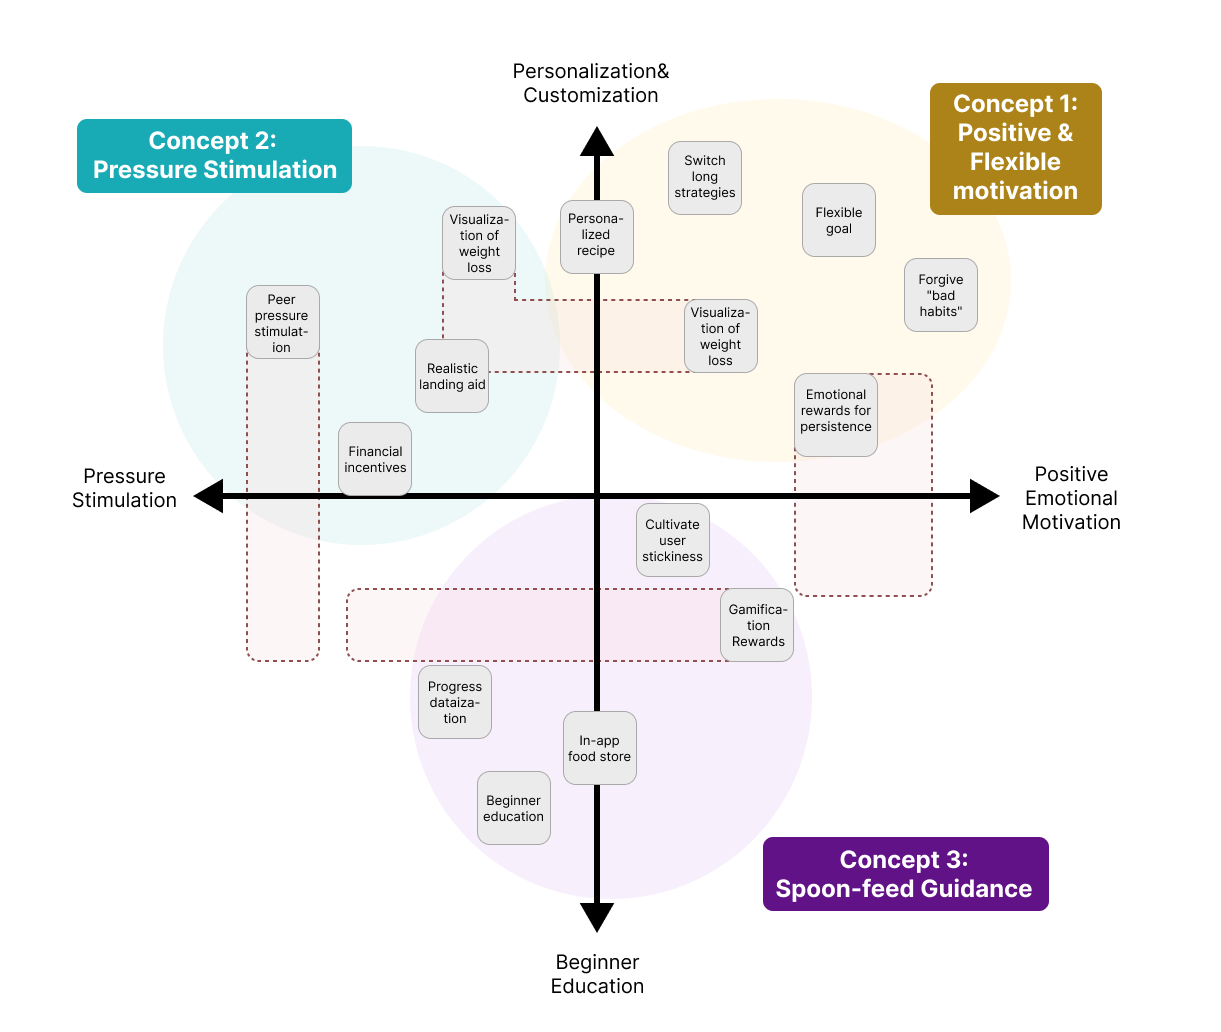 Personalization&
Customization
Concept 1:
Positive &
Flexible
motivation
Concept 2:
Pressure Stimulation
Switch
long
strategies
Flexible
goal
Visualiza-
tion of
weight
loss
Persona-
lized
recipe
Forgive
"bad
habits"
Peer
pressure
stimulat-
ion
Visualiza-
tion of
weight
loss
Realistic
landing aid
Emotional
rewards for
persistence
Financial
incentives
Pressure
Stimulation
Positive
Emotional
Motivation
Cultivate
user
stickiness
Gamifica-
tion
Rewards
Progress
dataiza-
tion
In-app
food store
Beginner
education
Concept 3:
Spoon-feed Guidance
Beginner
Education